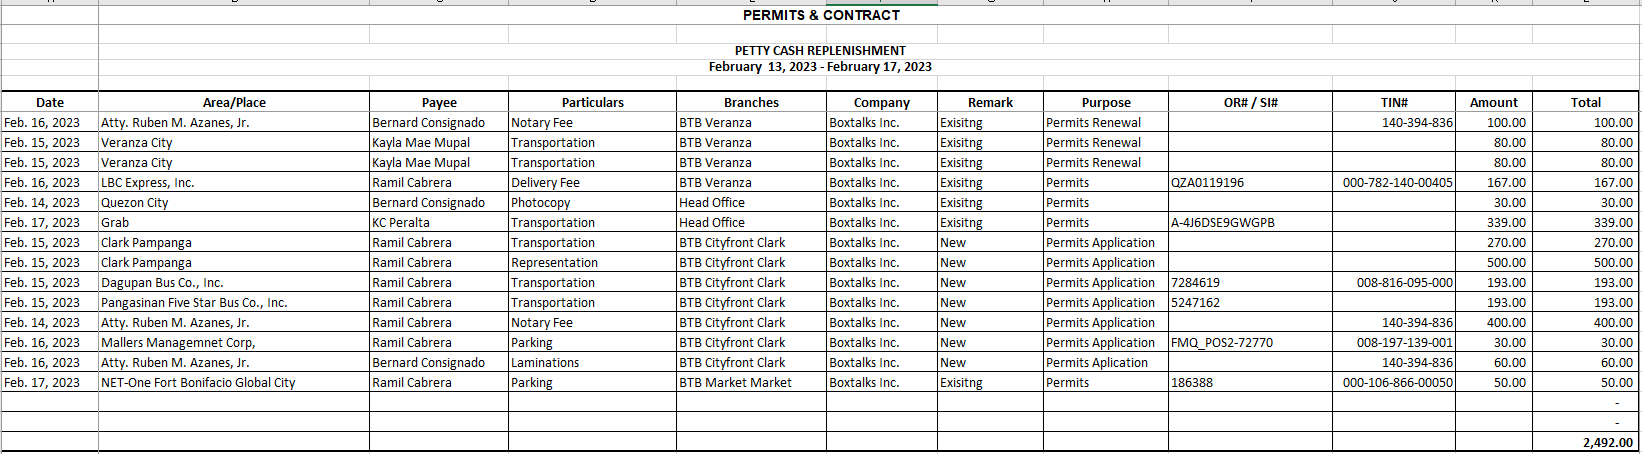 PERMITS & CONTRACT
PETTY CASH REPLENISHMENT
February 13, 2023 - February 17, 2023
Date Area/Place Payee Particulars Branches Company Remark Purpose OR# / SI# TIN# Amount Total
Feb. 16, 2023 Atty. Ruben M. Azanes, Jr. Bernard Consignado Notary Fee BTB Veranza Boxtalks Inc. Exisitng Permits Renewal 140-394-836 100.00 100.00
Feb. 15, 2023 Veranza City Kayla Mae Mupal Transportation BTB Veranza Boxtalks Inc. Exisitng Permits Renewal 80.00 80.00
Feb. 15, 2023 Veranza City Kayla Mae Mupal Transportation BTB Veranza Boxtalks Inc. Exisitng Permits Renewal 80.00 80.00
Feb. 16, 2023 LBC Express, Inc. Ramil Cabrera Delivery Fee BTB Veranza Boxtalks Inc. Exisitng Permits QZA0119196 000-782-140-00405 167.00 167.00
Feb. 14, 2023 Quezon City Bernard Consignado Photocopy Head Office Boxtalks Inc. Exisitng Permits 30.00 30.00
Feb. 17, 2023 Grab KC Peralta Transportation Head Office Boxtalks Inc. Exisitng Permits A-4J6DSE9GWGPB 339.00 339.00
Feb. 15, 2023 Clark Pampanga Ramil Cabrera Transportation BTB Cityfront Clark Boxtalks Inc. New Permits Application 270.00 270.00
Feb. 15, 2023 Clark Pampanga Ramil Cabrera Representation BTB Cityfront Clark Boxtalks Inc. New Permits Application 500.00 500.00
Feb. 15, 2023 Dagupan Bus Co., Inc. Ramil Cabrera Transportation BTB Cityfront Clark Boxtalks Inc. New Permits Application 7284619 008-816-095-000 193.00 193.00
Feb. 15, 2023 Pangasinan Five Star Bus Co., Inc. Ramil Cabrera Transportation BTB Cityfront Clark Boxtalks Inc. New Permits Application 5247162 193.00 193.00
Feb. 14, 2023 Atty. Ruben M. Azanes, Jr. Ramil Cabrera Notary Fee BTB Cityfront Clark Boxtalks Inc. New Permits Application 140-394-836 400.00 400.00
Feb. 16, 2023 Mallers Managemnet Corp, Ramil Cabrera Parking BTB Cityfront Clark Boxtalks Inc. New Permits Application FMQ_POS2-72770 008-197-139-001 30.00 30.00
Feb. 16, 2023 Atty. Ruben M. Azanes, Jr. Bernard Consignado Laminations BTB Cityfront Clark Boxtalks Inc. New Permits Aplication 140-394-836 60.00 60.00
Feb. 17, 2023 NET-One Fort Bonifacio Global City Ramil Cabrera Parking BTB Market Market Boxtalks Inc. Exisitng Permits 186388 000-106-866-00050 50.00 50.00
-
-
2,492.00